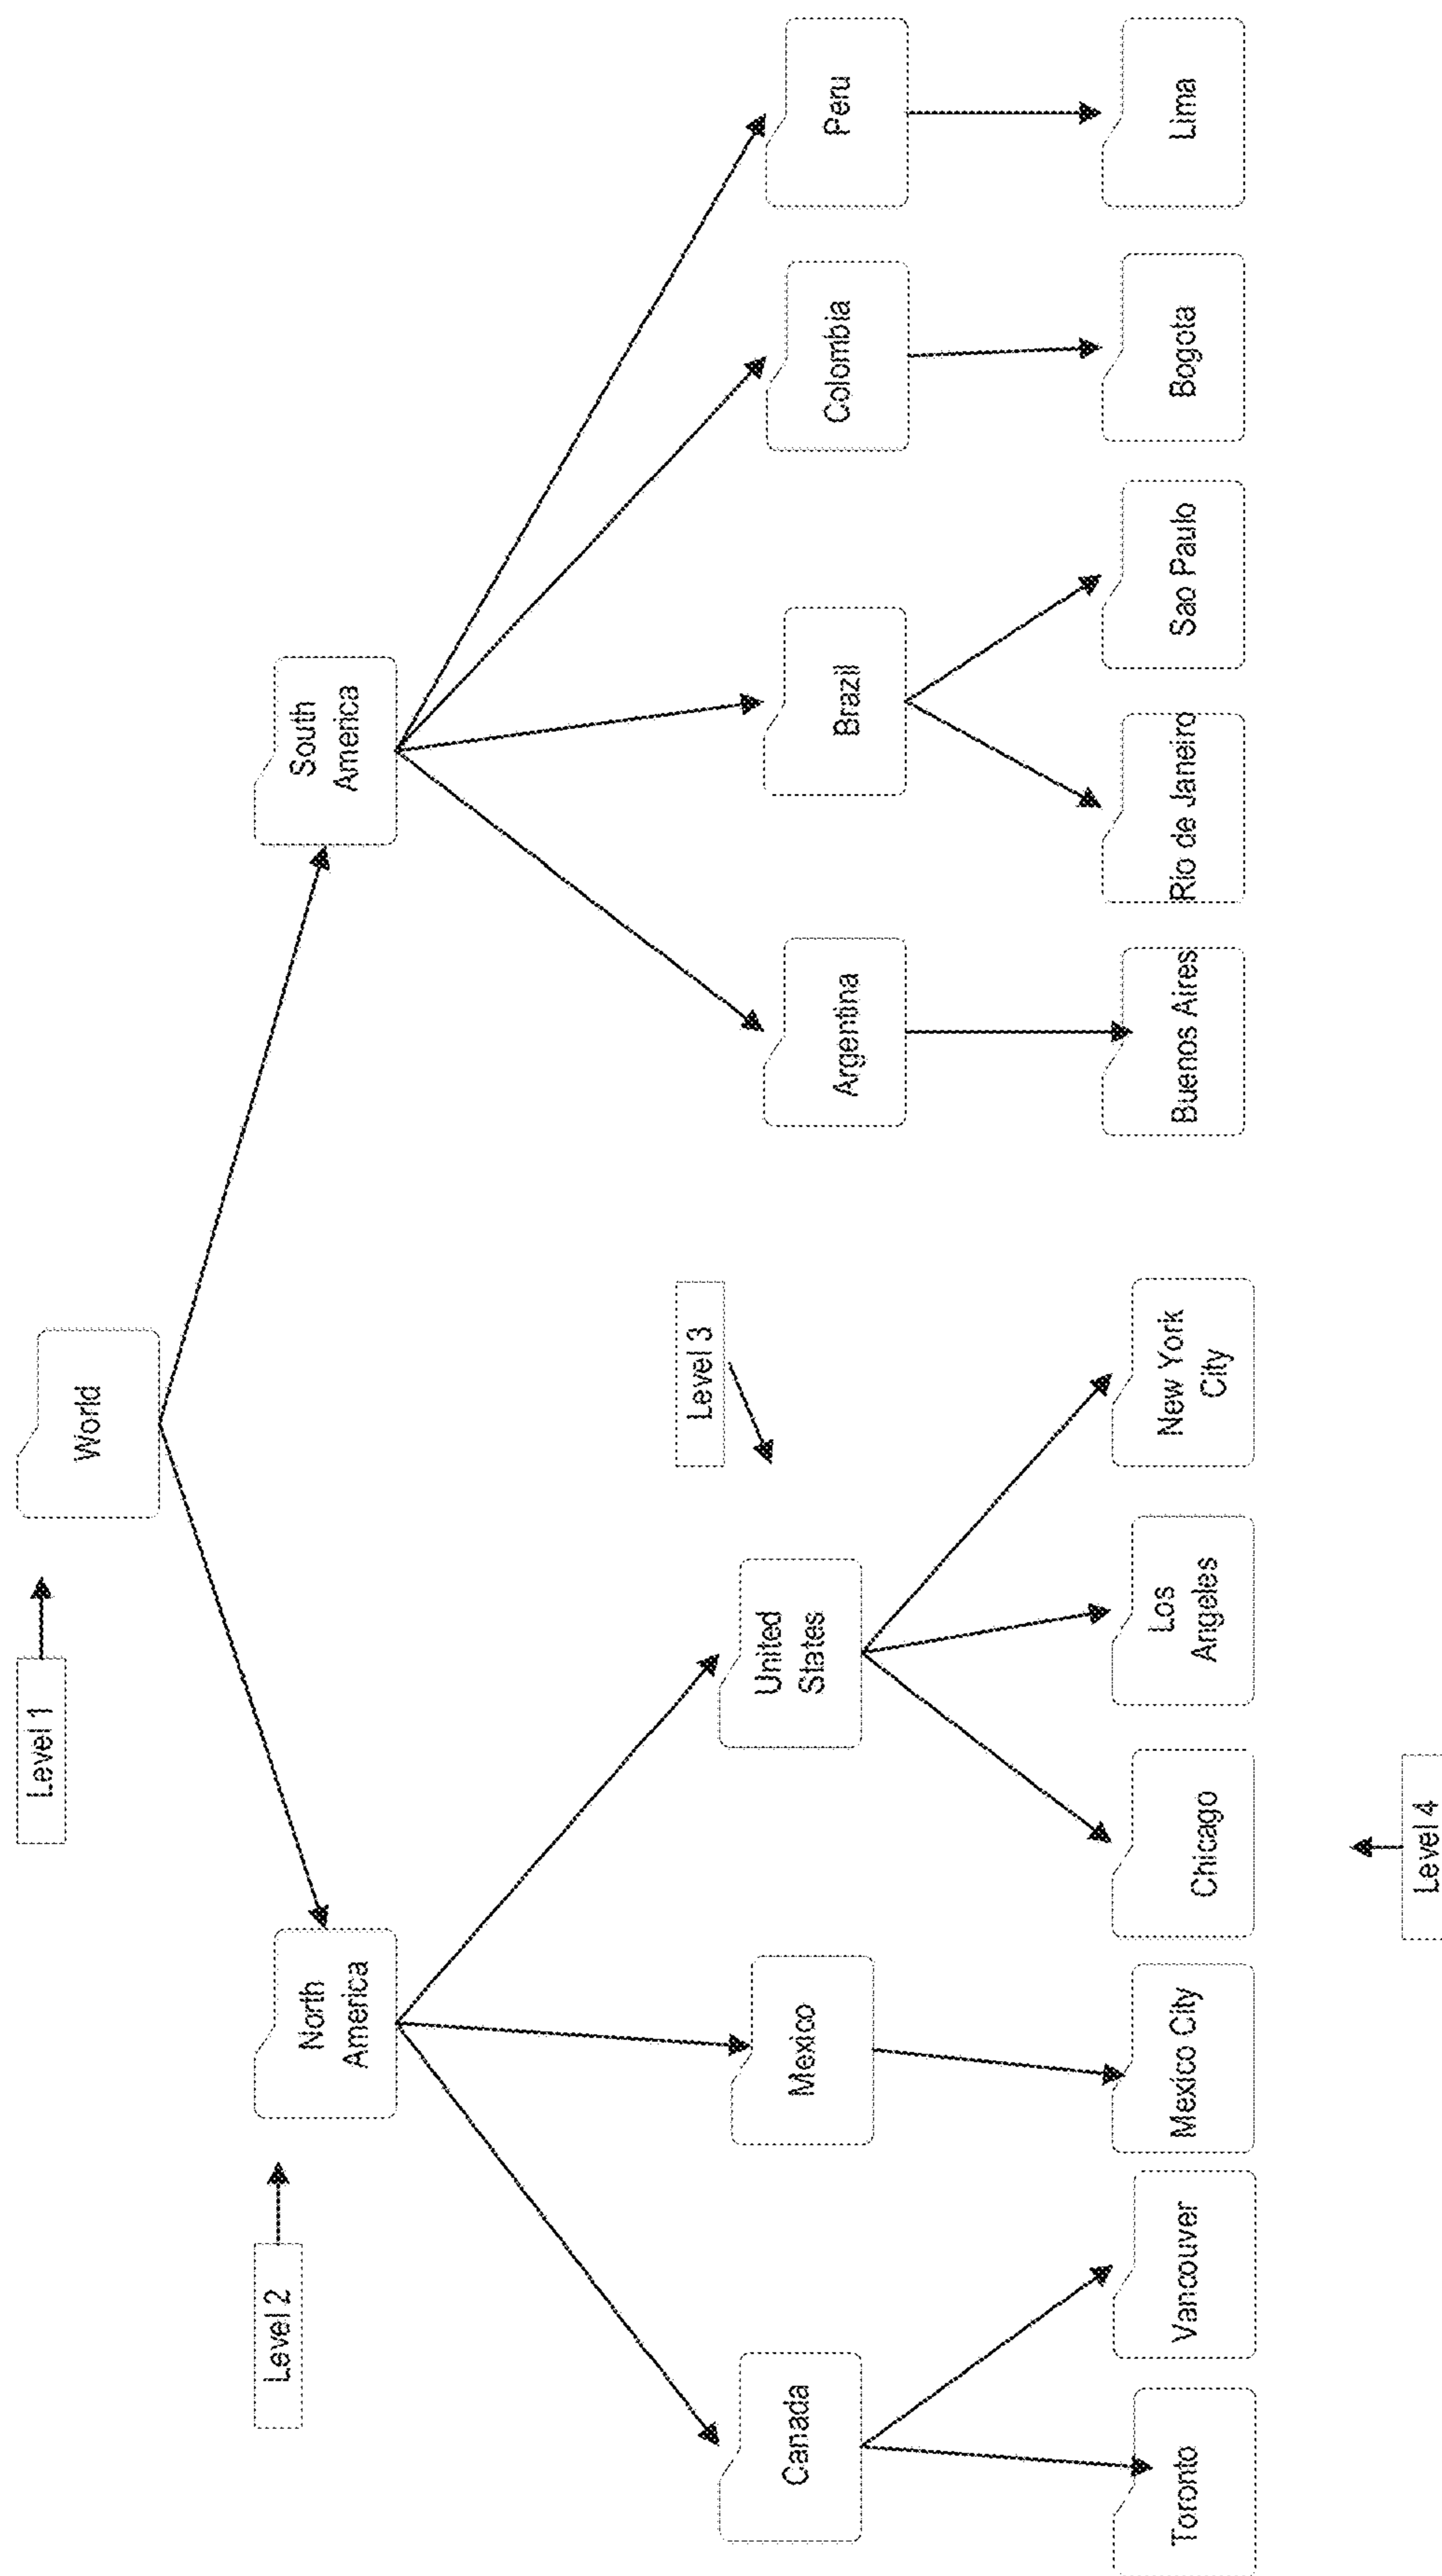 Level 1
World
Level 2
North
America
South
America
Level 3
Canada
Mexico
United
States
Argentina
Brazil
Colombia
Peru
Toronto
Vancouver
Mexico City
Chicago
Los
Angeles
New York
City
Buenos Aires
Rio de Janeiro
Sao Paulo
Bogota
Lima
Level 4